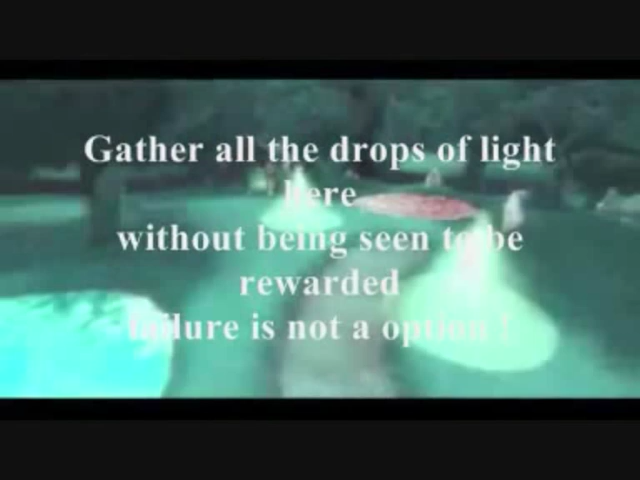 Gather all the drops of light
here
without being seen to be
rewarded
failure is not a option !